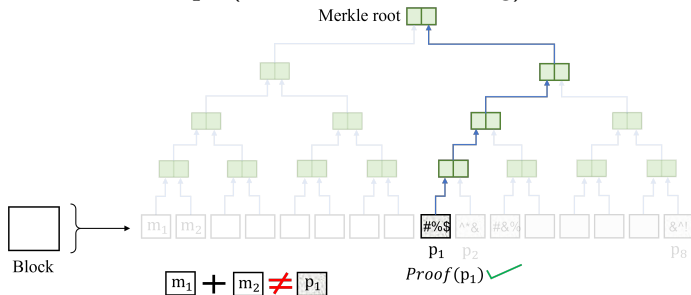 Merkle root
m₁ m₂ #%$ ^*& #&% &^!
p₁ p₂ p₈
Block
Proof(p₁) ✓
m₁ + m₂ ≠ p₁